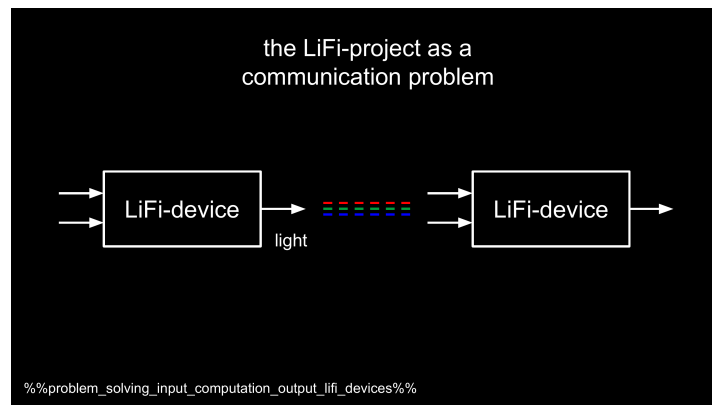 the LiFi-project as a
communication problem
LiFi-device
LiFi-device
light
%%problem_solving_input_computation_output_lifi_devices%%